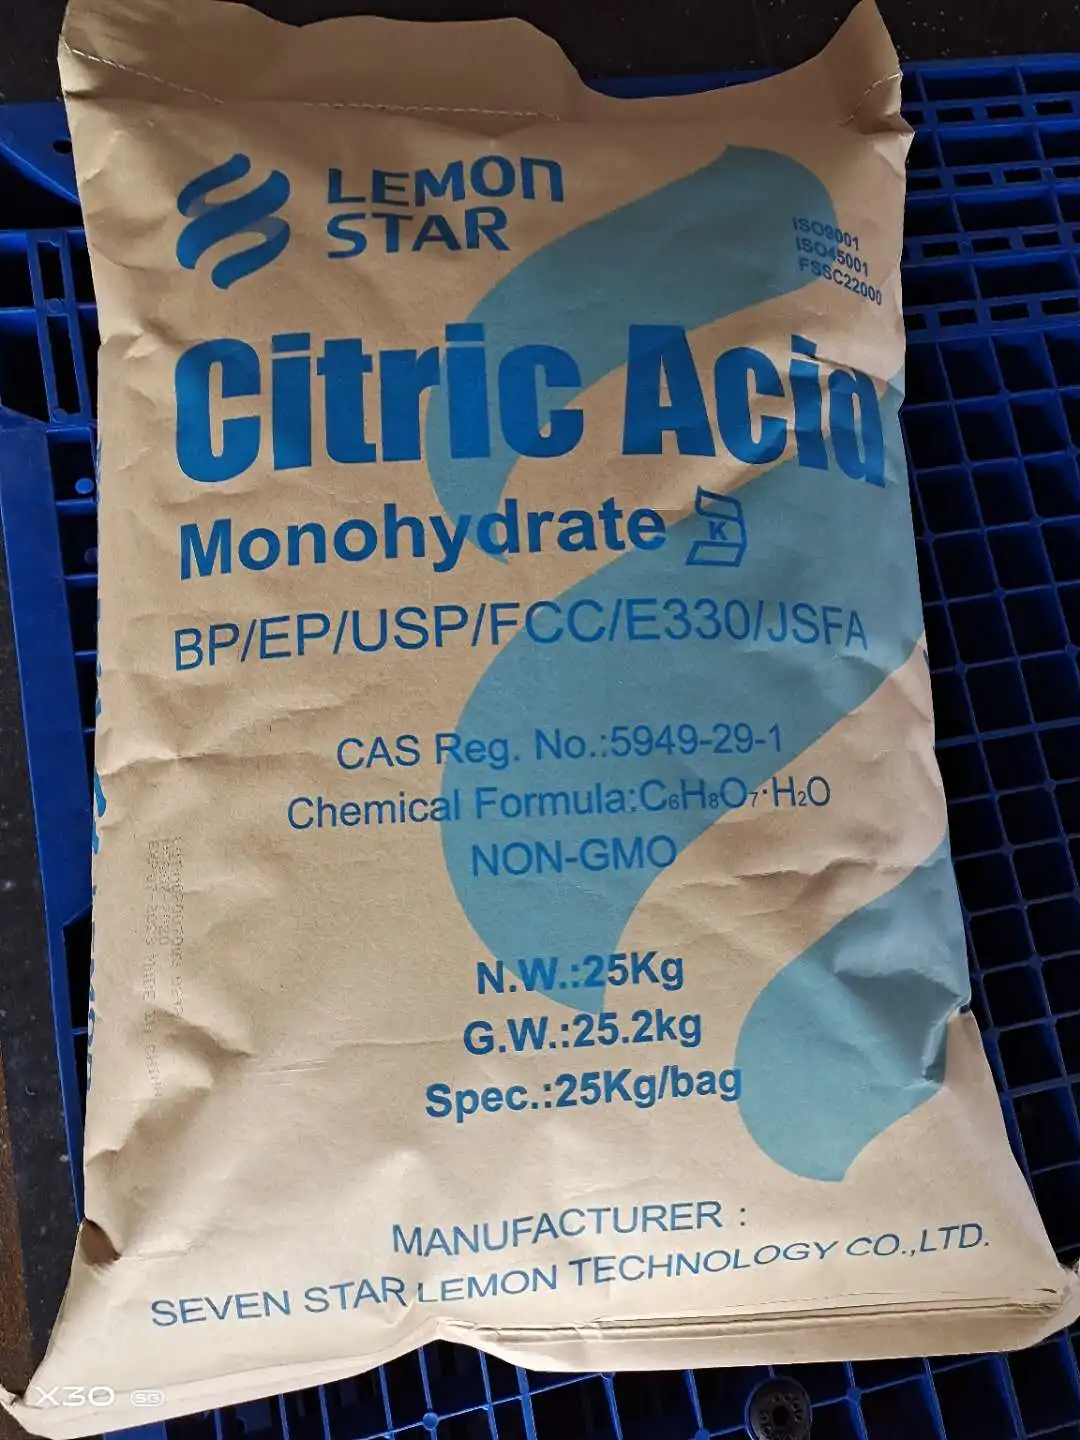 LEMON
STAR
ISO9001
ISO45001
FSSC22000
Citric Acid
Monohydrate
K
BP/EP/USP/FCC/E330/JSFA
CAS Reg. No.:5949-29-1
Chemical Formula:C₆H₈O₇·H₂O
NON-GMO
N.W.:25Kg
G.W.:25.2kg
Spec.:25Kg/bag
MANUFACTURER :
SEVEN STAR LEMON TECHNOLOGY CO.,LTD.
X30 5G